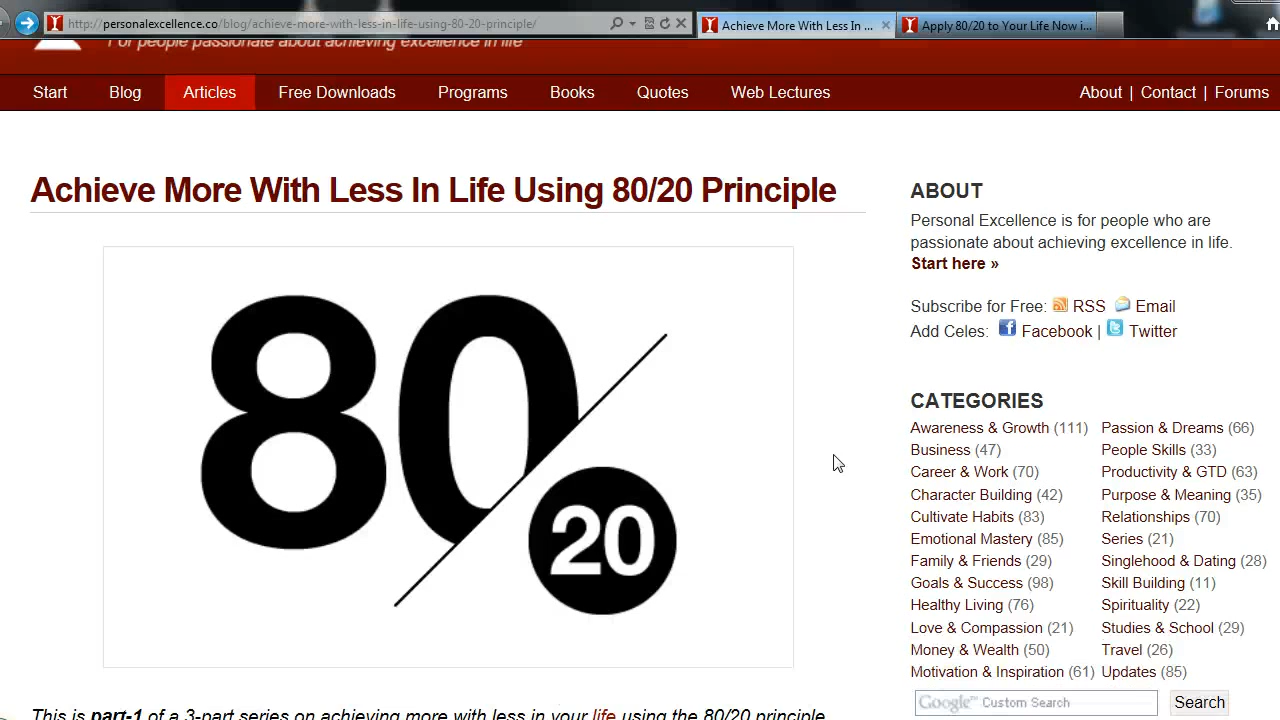 http://personalexcellence.co/blog/achieve-more-with-less-in-life-using-80-20-principle/
Achieve More With Less In ...
Apply 80/20 to Your Life Now i...
For people passionate about achieving excellence in life
Start Blog Articles Free Downloads Programs Books Quotes Web Lectures About | Contact | Forums
Achieve More With Less In Life Using 80/20 Principle
80
20
This is part-1 of a 3-part series on achieving more with less in your life using the 80/20 principle
ABOUT
Personal Excellence is for people who are
passionate about achieving excellence in life.
Start here »
Subscribe for Free: RSS Email
Add Celes: Facebook | Twitter
CATEGORIES
Awareness & Growth (111) Passion & Dreams (66)
Business (47) People Skills (33)
Career & Work (70) Productivity & GTD (63)
Character Building (42) Purpose & Meaning (35)
Cultivate Habits (83) Relationships (70)
Emotional Mastery (85) Series (21)
Family & Friends (29) Singlehood & Dating (28)
Goals & Success (98) Skill Building (11)
Healthy Living (76) Spirituality (22)
Love & Compassion (21) Studies & School (29)
Money & Wealth (50) Travel (26)
Motivation & Inspiration (61) Updates (85)
Google™ Custom Search Search